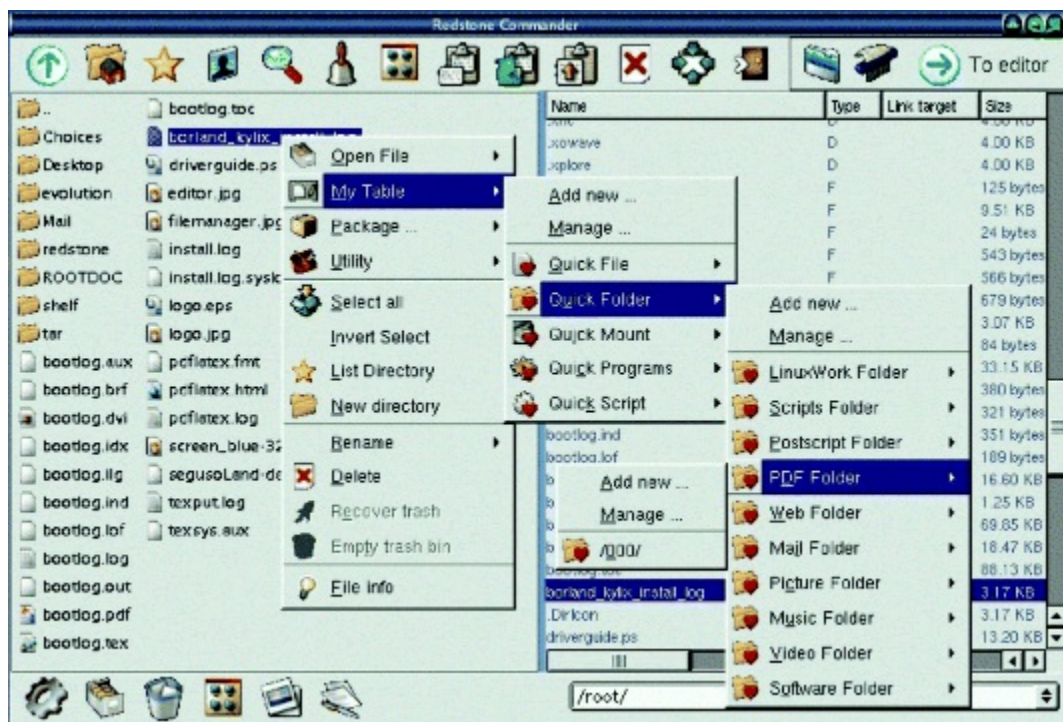 Redstone Commander
To editor
..
Choices
Desktop
evolution
Mail
redstone
ROOTDOC
shelf
tar
bootlog.aux
bootlog.brf
bootlog.dvi
bootlog.idx
bootlog.ilg
bootlog.ind
bootlog.lof
bootlog.log
bootlog.out
bootlog.pdf
bootlog.tex
bootlog.toc
borland_kylix_
driverguide.ps
editor.jpg
filemanager.jpg
install.log
install.log.sysl
logo.eps
logo.jpg
pcflatex.fmt
pcflatex.html
pcflatex.log
screen_blue-32
segusoLand-de
texput.log
texsys.aux
Open File
My Table
Package ...
Utility
Select all
Invert Select
List Directory
New directory
Rename
Delete
Recover trash
Empty trash bin
File info
Add new ...
Manage ...
Quick File
Quick Folder
Quick Mount
Quick Programs
Quick Script
Add new ...
Manage ...
LinuxWork Folder
Scripts Folder
Postscript Folder
PDF Folder
Web Folder
Mail Folder
Picture Folder
Music Folder
Video Folder
Software Folder
Add new ...
Manage ...
Name Type Link target Size
D
D 4.00 KB
D 4.00 KB
F 125 bytes
F 9.51 KB
F 24 bytes
F 543 bytes
F 566 bytes
679 bytes
3.07 KB
84 bytes
33.15 KB
380 bytes
321 bytes
bootlog.ind 351 bytes
bootlog.lof 189 bytes
16.60 KB
1.25 KB
69.85 KB
18.47 KB
88.13 KB
borland_kylix_install_log 3.17 KB
.DirIcon 3.17 KB
driverguide.ps 13.20 KB
/root/